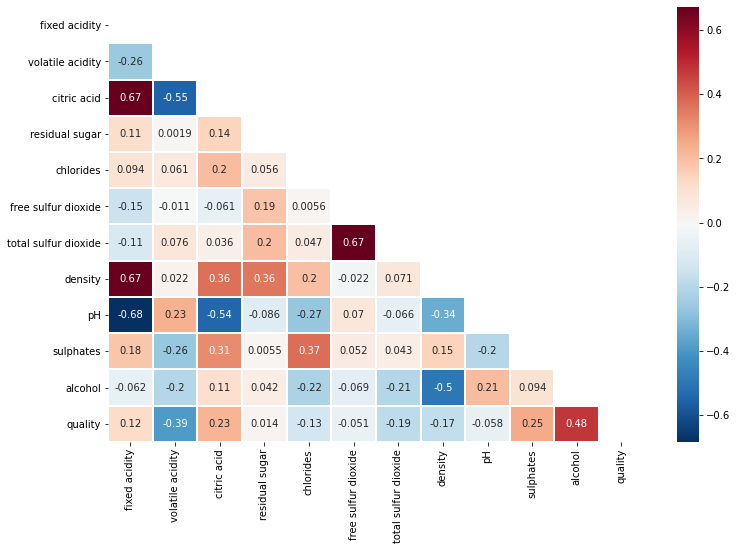 fixed acidity
volatile acidity -0.26
citric acid 0.67 -0.55
residual sugar 0.11 0.0019 0.14
chlorides 0.094 0.061 0.2 0.056
free sulfur dioxide -0.15 -0.011 -0.061 0.19 0.0056
total sulfur dioxide -0.11 0.076 0.036 0.2 0.047 0.67
density 0.67 0.022 0.36 0.36 0.2 -0.022 0.071
pH -0.68 0.23 -0.54 -0.086 -0.27 0.07 -0.066 -0.34
sulphates 0.18 -0.26 0.31 0.0055 0.37 0.052 0.043 0.15 -0.2
alcohol -0.062 -0.2 0.11 0.042 -0.22 -0.069 -0.21 -0.5 0.21 0.094
quality 0.12 -0.39 0.23 0.014 -0.13 -0.051 -0.19 -0.17 -0.058 0.25 0.48
fixed acidity
volatile acidity
citric acid
residual sugar
chlorides
free sulfur dioxide
total sulfur dioxide
density
pH
sulphates
alcohol
quality
0.6
0.4
0.2
0.0
−0.2
−0.4
−0.6